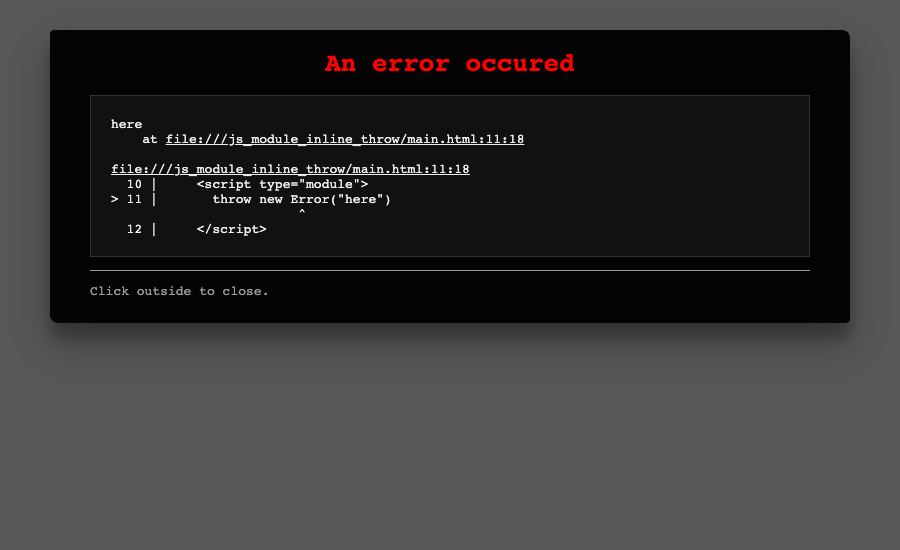 An error occured
here
    at file:///js_module_inline_throw/main.html:11:18
file:///js_module_inline_throw/main.html:11:18
  10 |     <script type="module">
> 11 |       throw new Error("here")
                        ^
  12 |     </script>
Click outside to close.